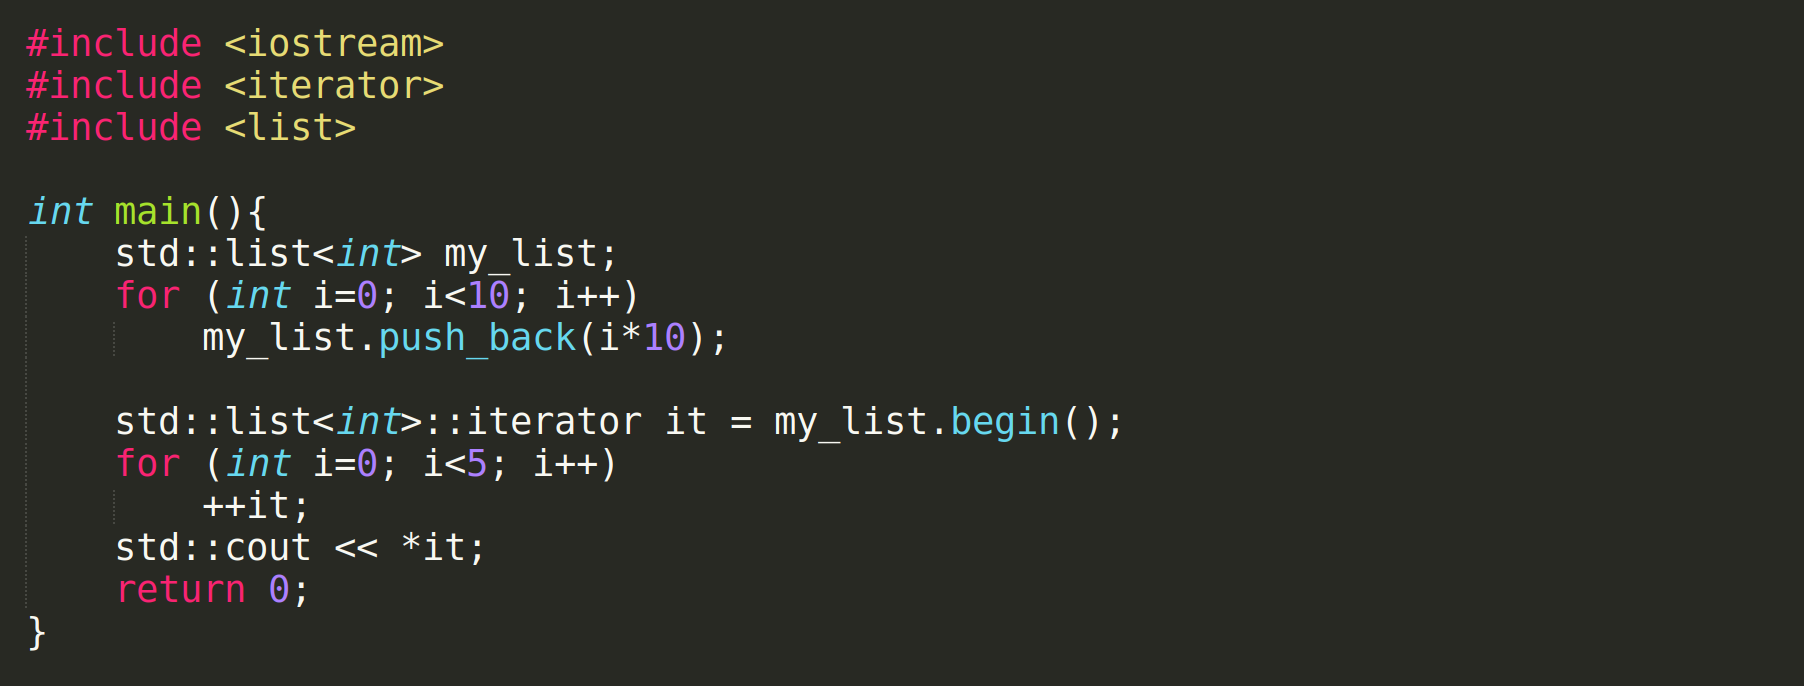 #include <iostream>
#include <iterator>
#include <list>

int main(){
    std::list<int> my_list;
    for (int i=0; i<10; i++)
        my_list.push_back(i*10);

    std::list<int>::iterator it = my_list.begin();
    for (int i=0; i<5; i++)
        ++it;
    std::cout << *it;
    return 0;
}